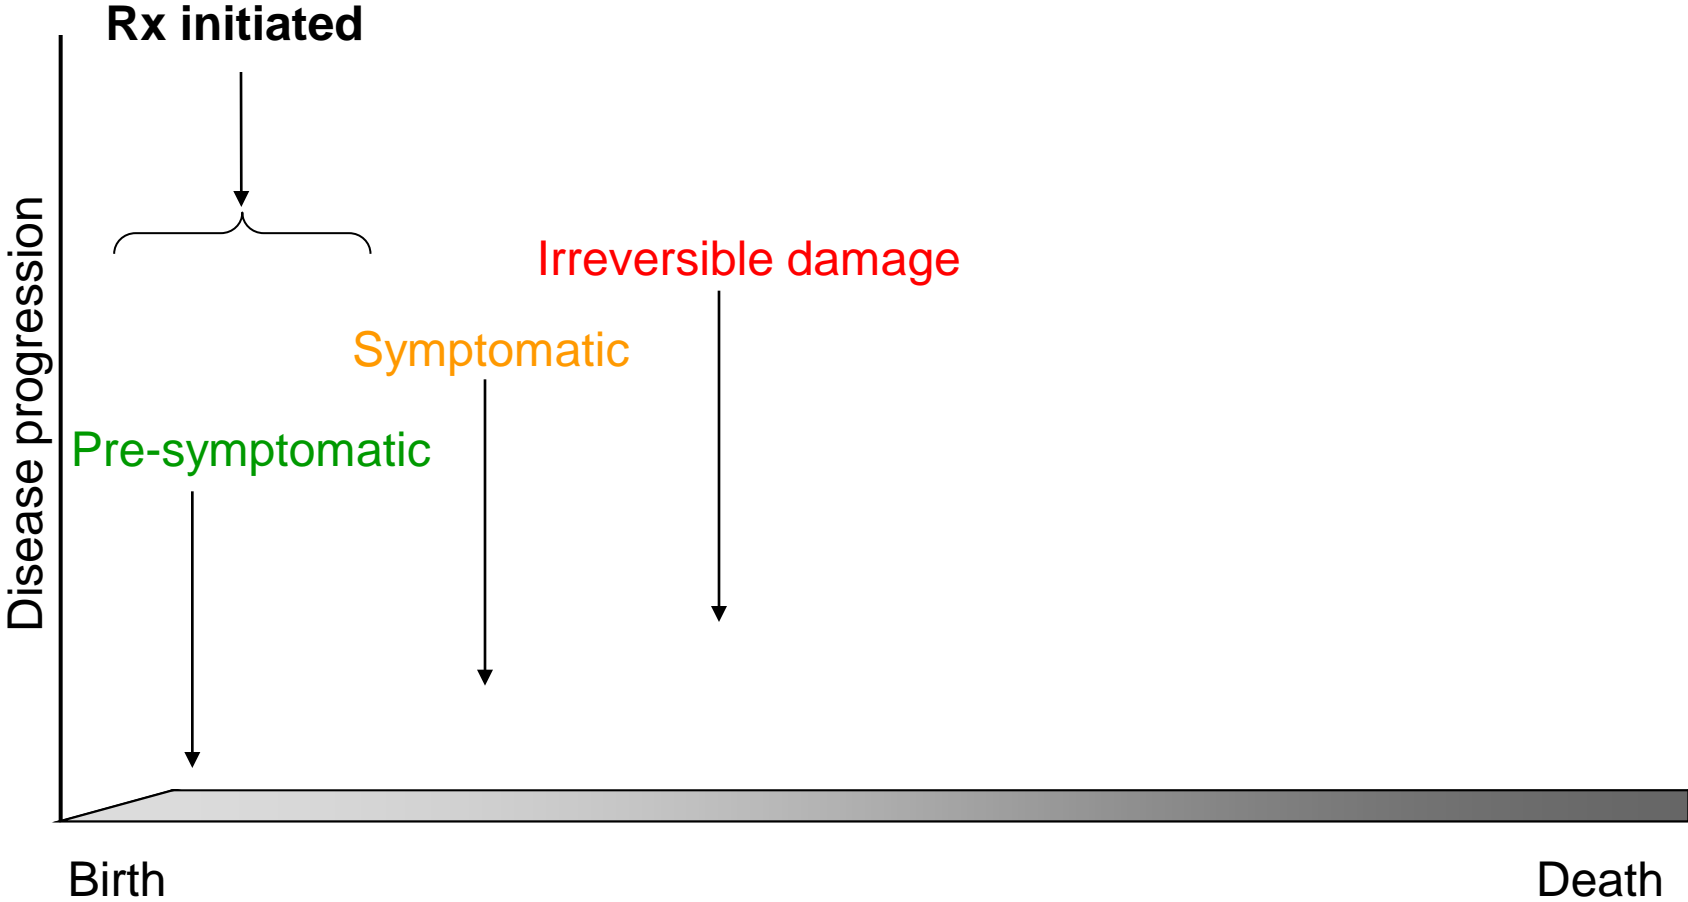 Rx initiated
Irreversible damage
Symptomatic
Pre-symptomatic
Disease progression
Birth
Death